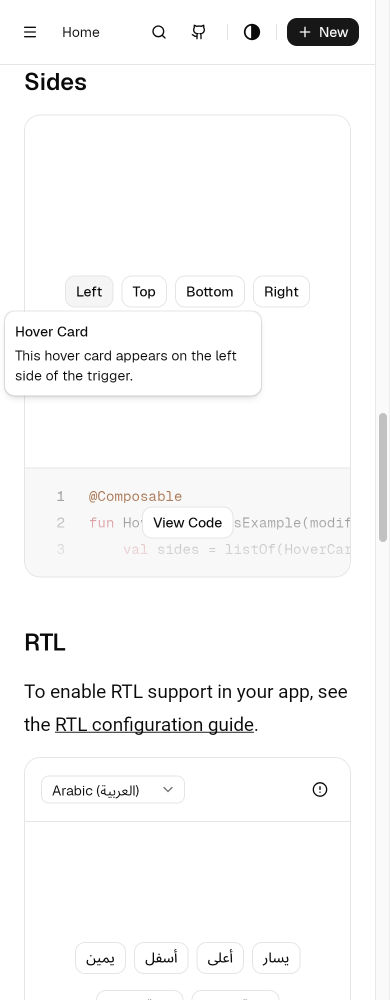 Home
New
Sides
Left Top Bottom Right
Hover Card
This hover card appears on the left
side of the trigger.
1 @Composable
2 fun Ho View Code sExample(modif
3 val sides = listOf(HoverCar
RTL
To enable RTL support in your app, see
the RTL configuration guide.
Arabic (العربية)
يسار أعلى أسفل يمين